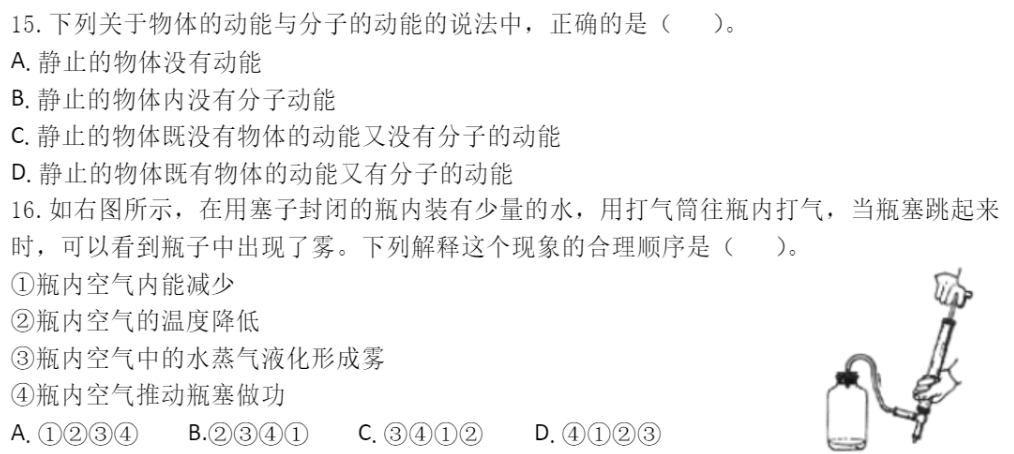 15. 下列关于物体的动能与分子的动能的说法中，正确的是（　　）。
A. 静止的物体没有动能
B. 静止的物体内没有分子动能
C. 静止的物体既没有物体的动能又没有分子的动能
D. 静止的物体既有物体的动能又有分子的动能
16. 如右图所示，在用塞子封闭的瓶内装有少量的水，用打气筒往瓶内打气，当瓶塞跳起来
时，可以看到瓶子中出现了雾。下列解释这个现象的合理顺序是（　　）。
①瓶内空气内能减少
②瓶内空气的温度降低
③瓶内空气中的水蒸气液化形成雾
④瓶内空气推动瓶塞做功
A. ①②③④　　B.②③④①　　C. ③④①②　　D. ④①②③